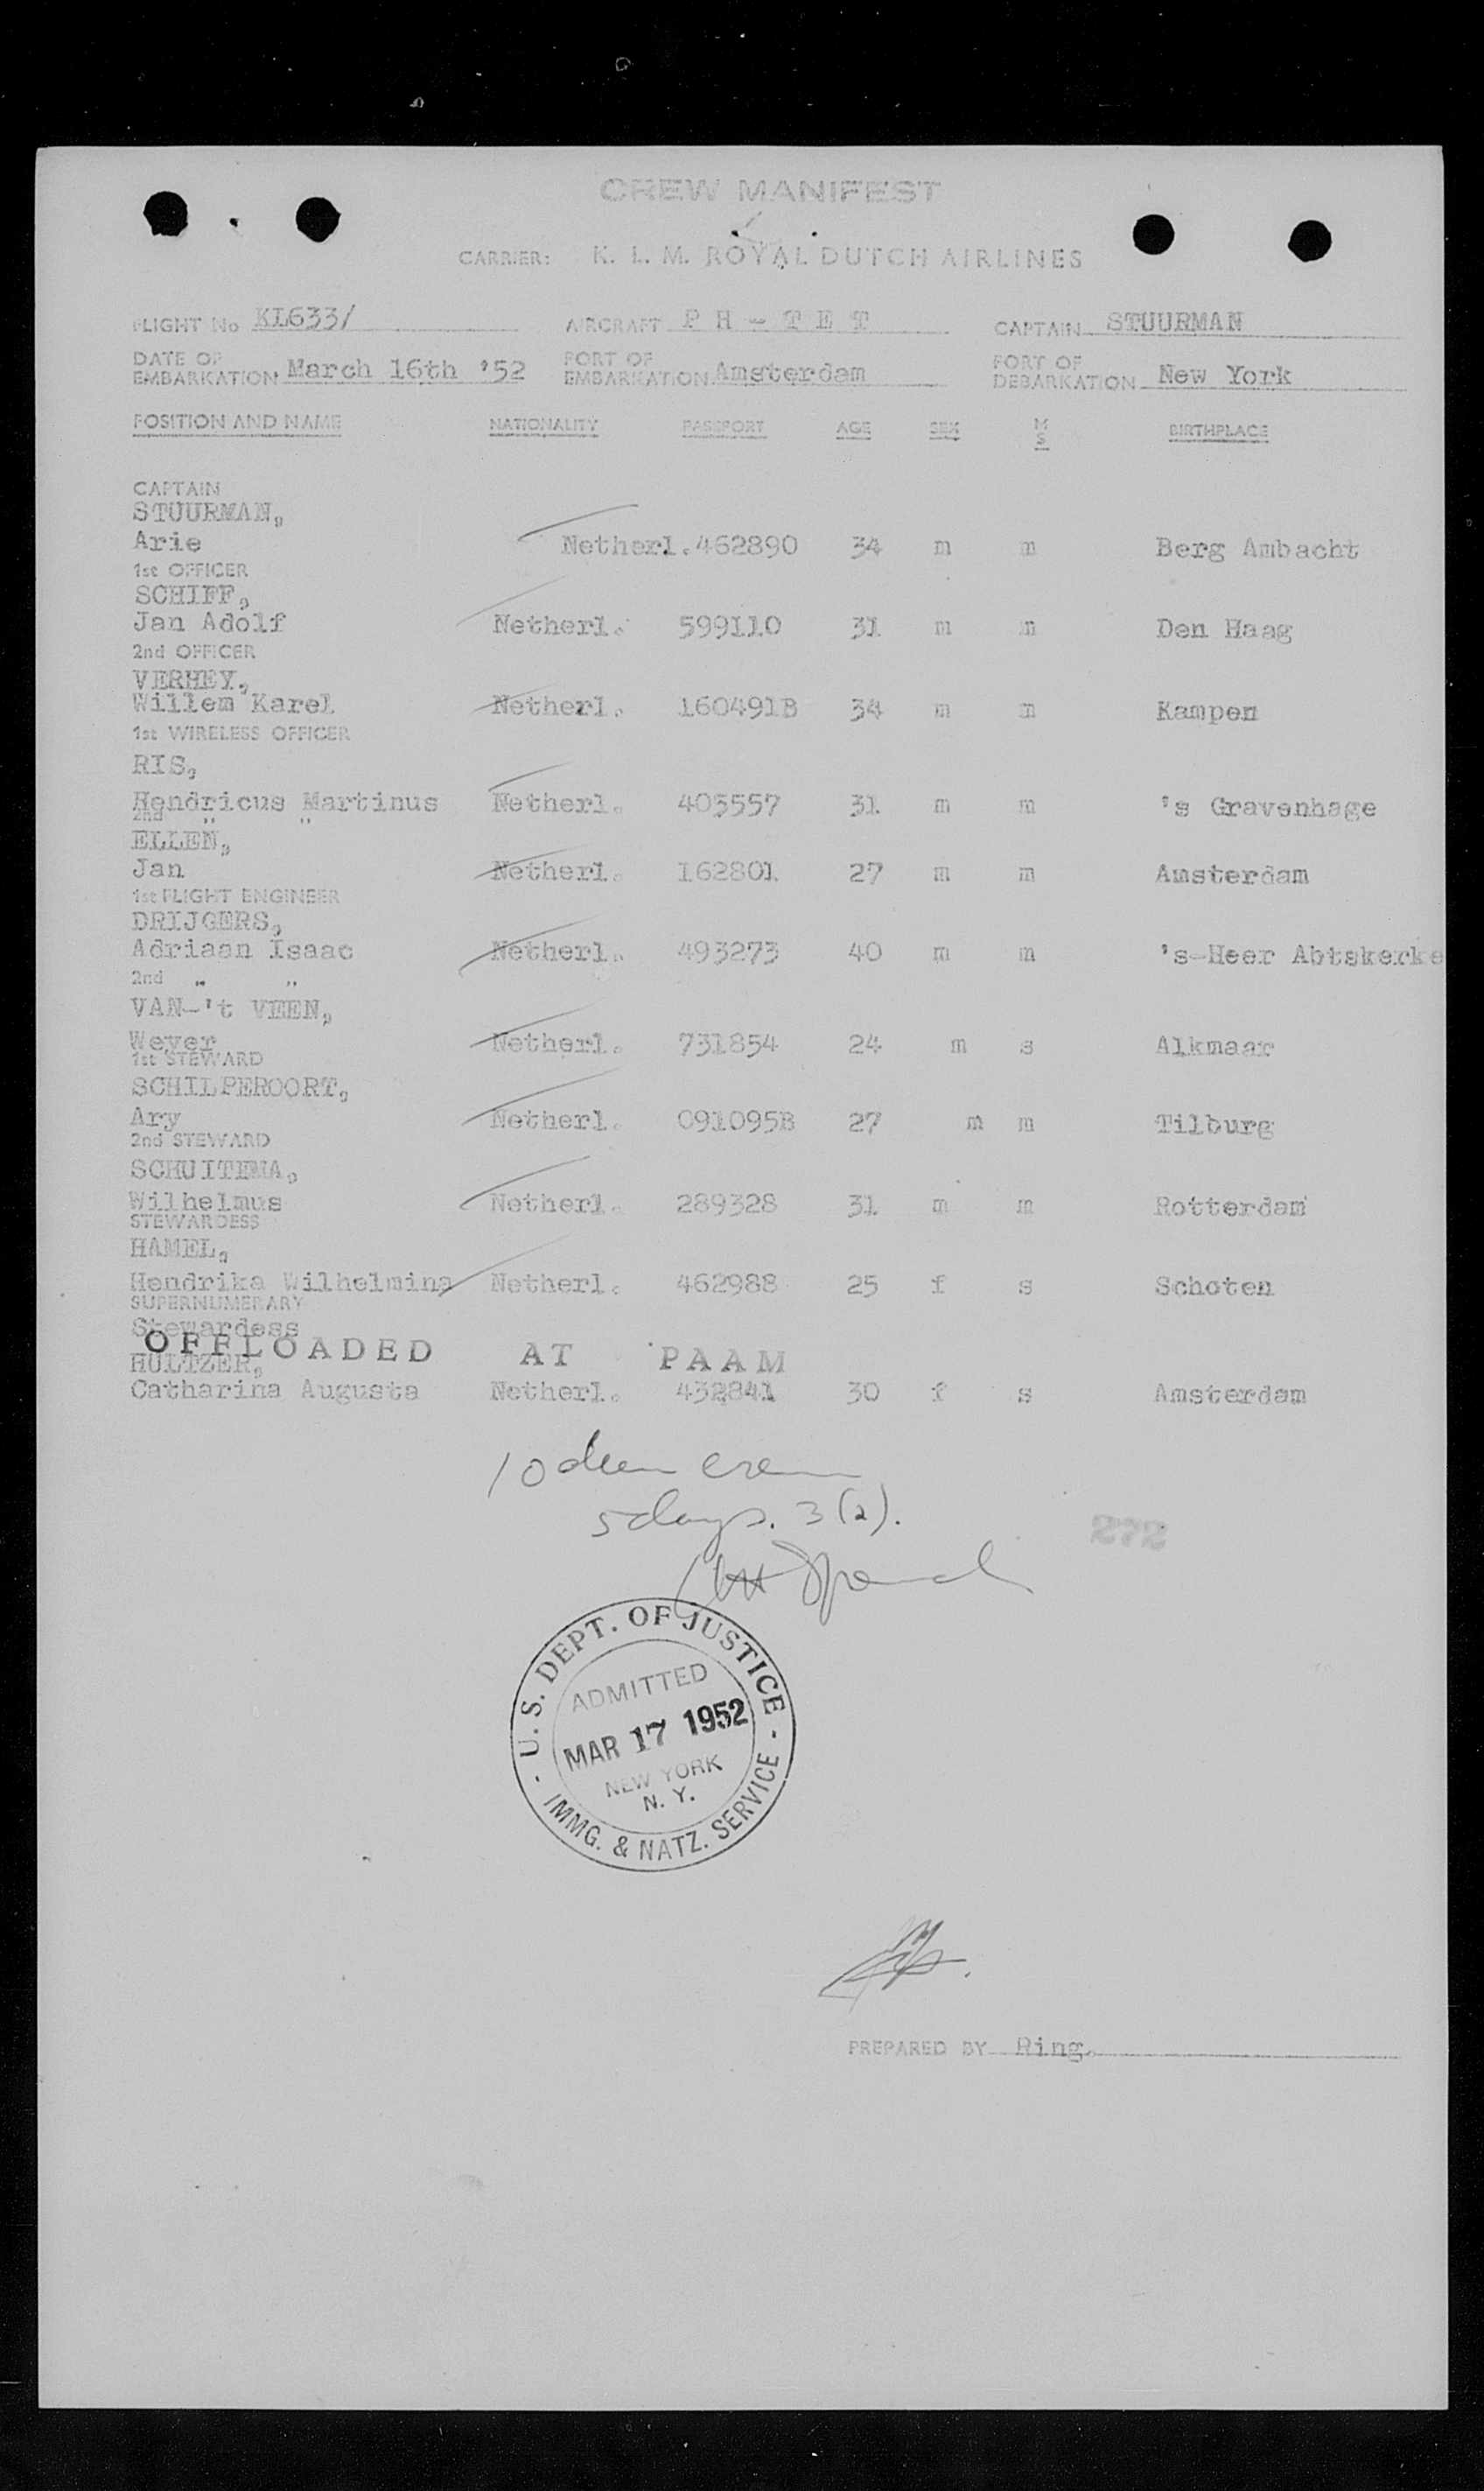 CREW MANIFEST
CARRIER: K. L. M. ROYAL DUTCH AIRLINES
FLIGHT No KL633/ AIRCRAFT P H - T E T CAPTAIN STUURMAN
DATE OF EMBARKATION March 16th '52 PORT OF EMBARKATION Amsterdam PORT OF DEBARKATION New York
POSITION AND NAME NATIONALITY PASSPORT AGE SEX M S BIRTHPLACE
CAPTAIN
STUURMAN,
Arie Netherl. 462890 34 m m Berg Ambacht
1st OFFICER
SCHIFF,
Jan Adolf Netherl. 599110 31 m m Den Haag
2nd OFFICER
VERHEY,
Willem Karel Netherl. 160491B 34 m m Kampen
1st WIRELESS OFFICER
RIS,
Hendricus Martinus Netherl. 405557 31 m m 's Gravenhage
2nd " "
ELLEN,
Jan Netherl. 162801 27 m m Amsterdam
1st FLIGHT ENGINEER
DRIJGERS,
Adriaan Isaac Netherl. 493273 40 m m 's-Heer Abtskerke
2nd " "
VAN-'t VEEN,
Wever Netherl. 731854 24 m s Alkmaar
1st STEWARD
SCHILPEROORT,
Ary Netherl. 091095B 27 m m Tilburg
2nd STEWARD
SCHUITEMA,
Wilhelmus Netherl. 289328 31 m m Rotterdam
STEWARDESS
HAMEL,
Hendrika Wilhelmina Netherl. 462988 25 f s Schoten
SUPERNUMERARY
Stewardess
OFFLOADED AT PAAM
HULTZER,
Catharina Augusta Netherl. 432841 30 f s Amsterdam
10
5 days. 3(2).
272
U.S. DEPT. OF JUSTICE
ADMITTED
MAR 17 1952
NEW YORK
N. Y.
IMMG. & NATZ. SERVICE
PREPARED BY Ring.